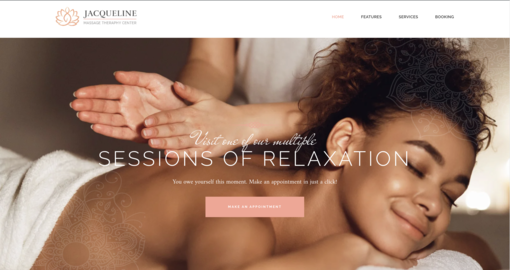 JACQUELINE
MASSAGE THERAPHY CENTER
HOME FEATURES SERVICES BOOKING
Visit one of our multiple
SESSIONS OF RELAXATION
You owe yourself this moment. Make an appointment in just a click!
MAKE AN APPOINTMENT